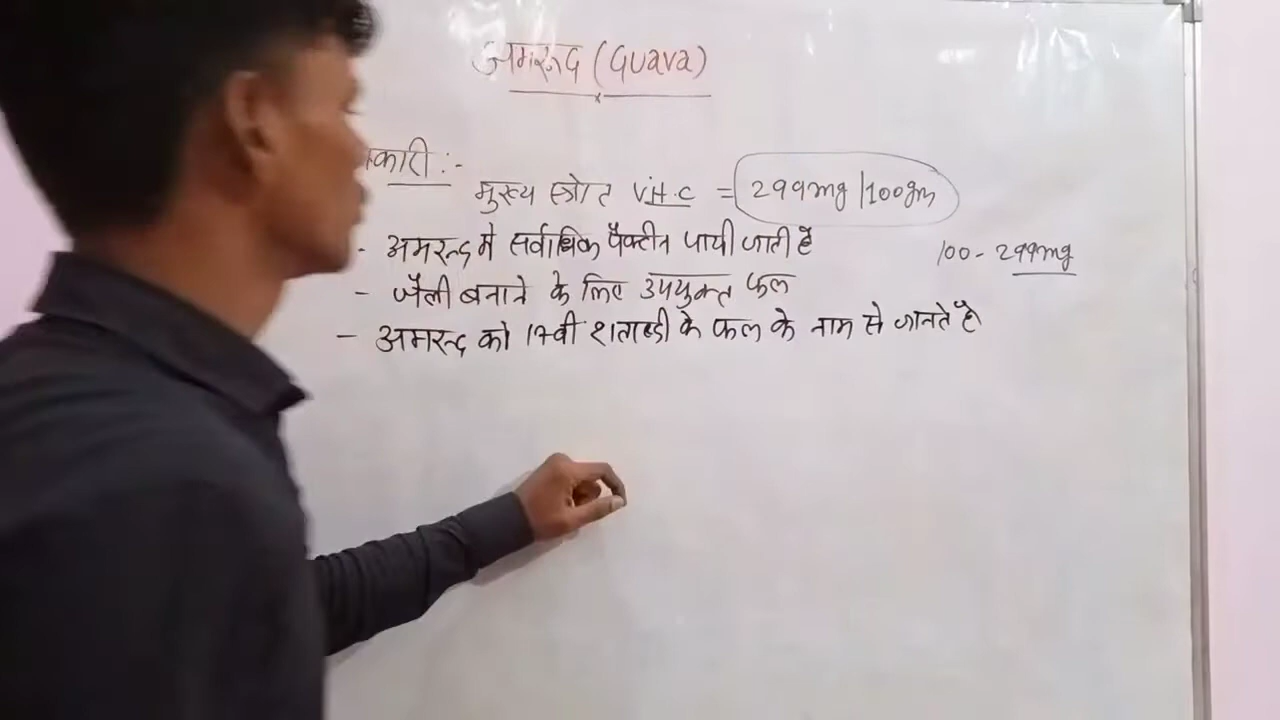 अमरूद (Guava)
कारी :-
मुख्य स्त्रोत Vit.C = 299mg/100gm
- अमरूद मे सर्वाधिक पैक्टीन पायी जाती है
100 - 299mg
- जैली बनाने के लिए उपयुक्त फल
- अमरूद को 17वी शताब्दी के फल के नाम से जानते है